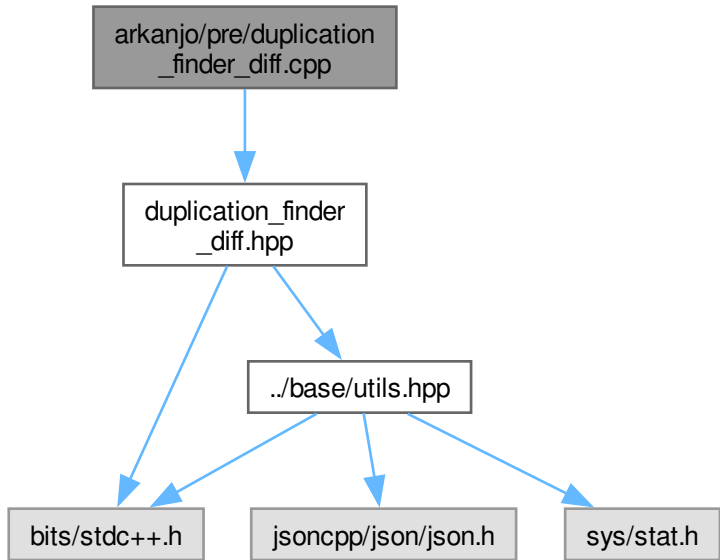 arkanjo/pre/duplication
_finder_diff.cpp
duplication_finder
_diff.hpp
../base/utils.hpp
bits/stdc++.h
jsoncpp/json/json.h
sys/stat.h